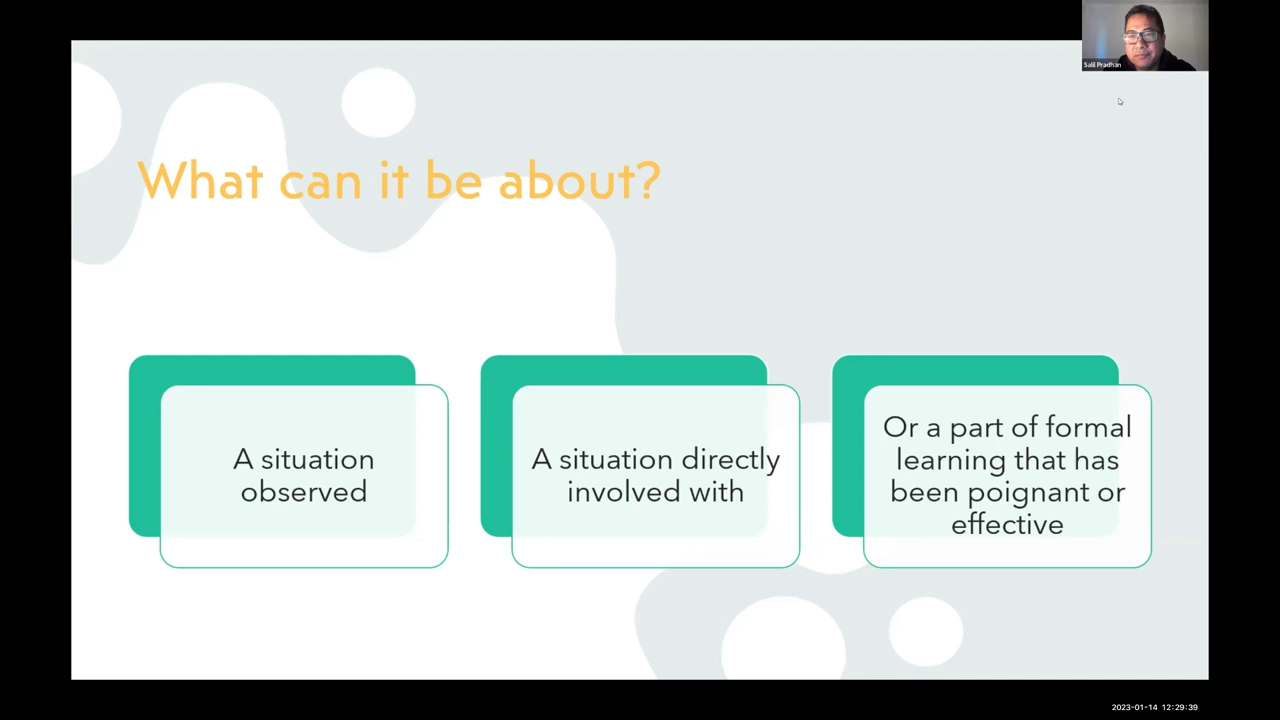 Salil Pradhan
What can it be about?
A situation
observed
A situation directly
involved with
Or a part of formal
learning that has
been poignant or
effective
2023-01-14 12:29:39